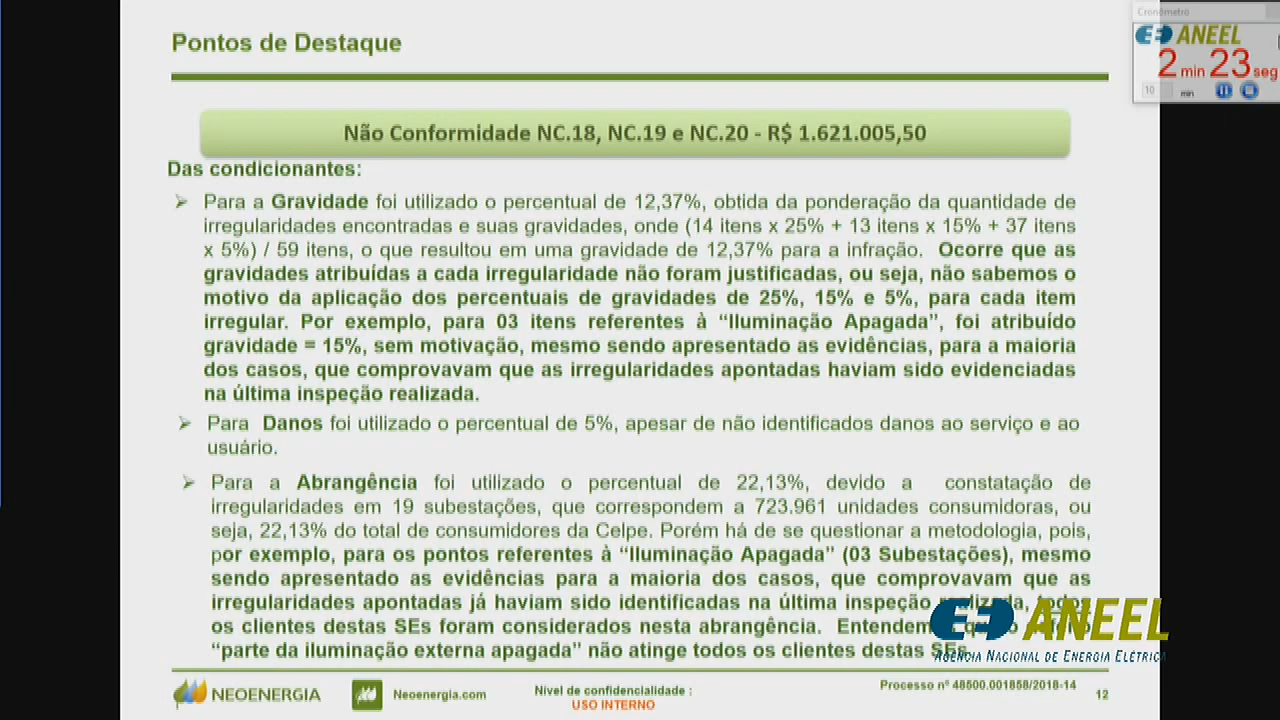 Pontos de Destaque
Cronômetro
ANEEL
2 min 23 seg
10 min
Não Conformidade NC.18, NC.19 e NC.20 - R$ 1.621.005,50
Das condicionantes:
Para a Gravidade foi utilizado o percentual de 12,37%, obtida da ponderação da quantidade de
irregularidades encontradas e suas gravidades, onde (14 itens x 25% + 13 itens x 15% + 37 itens
x 5%) / 59 itens, o que resultou em uma gravidade de 12,37% para a infração. Ocorre que as
gravidades atribuídas a cada irregularidade não foram justificadas, ou seja, não sabemos o
motivo da aplicação dos percentuais de gravidades de 25%, 15% e 5%, para cada item
irregular. Por exemplo, para 03 itens referentes à “Iluminação Apagada”, foi atribuído
gravidade = 15%, sem motivação, mesmo sendo apresentado as evidências, para a maioria
dos casos, que comprovavam que as irregularidades apontadas haviam sido evidenciadas
na última inspeção realizada.
Para Danos foi utilizado o percentual de 5%, apesar de não identificados danos ao serviço e ao
usuário.
Para a Abrangência foi utilizado o percentual de 22,13%, devido a constatação de
irregularidades em 19 subestações, que correspondem a 723.961 unidades consumidoras, ou
seja, 22,13% do total de consumidores da Celpe. Porém há de se questionar a metodologia, pois,
por exemplo, para os pontos referentes à “Iluminação Apagada” (03 Subestações), mesmo
sendo apresentado as evidências para a maioria dos casos, que comprovavam que as
irregularidades apontadas já haviam sido identificadas na última inspeção realizada, todos
os clientes destas SEs foram considerados nesta abrangência.
“parte da iluminação externa apagada” não atinge todos os clientes destas SEs.
ANEEL
AGÊNCIA NACIONAL DE ENERGIA ELÉTRICA
NEOENERGIA
Neoenergia.com
Nível de confidencialidade :
USO INTERNO
Processo nº 48500.001858/2018-14
12